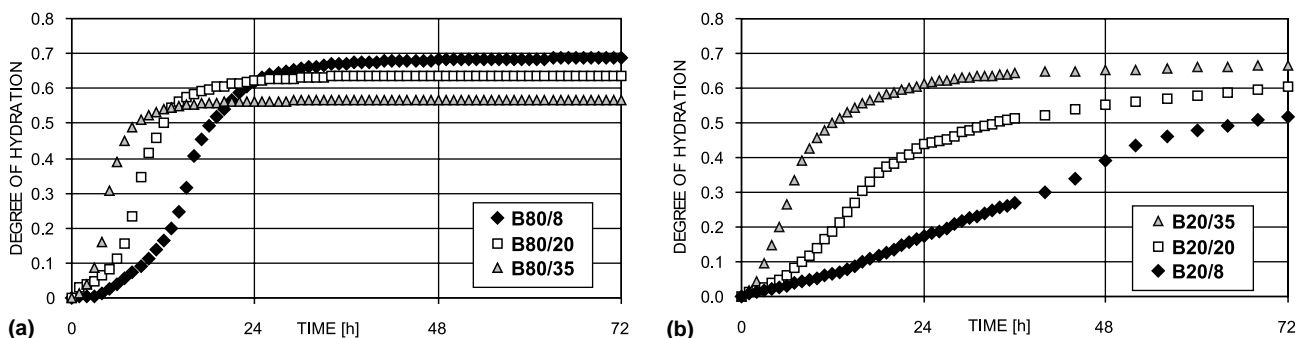 0.8
0.7
0.6
0.5
0.4
0.3
0.2
0.1
0
DEGREE OF HYDRATION
B80/8
B80/20
B80/35
0
24
48
72
TIME [h]
(a)
0.8
0.7
0.6
0.5
0.4
0.3
0.2
0.1
0.0
DEGREE OF HYDRATION
B20/35
B20/20
B20/8
0
24
48
72
TIME [h]
(b)